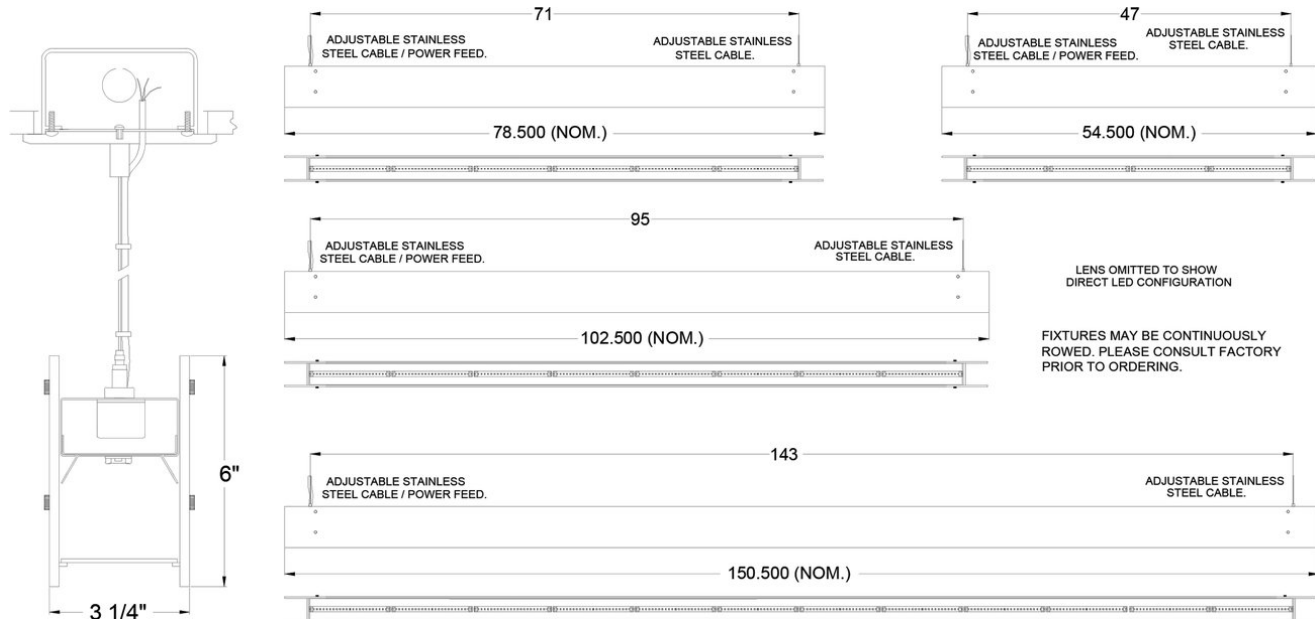 71
ADJUSTABLE STAINLESS
STEEL CABLE / POWER FEED.
ADJUSTABLE STAINLESS
STEEL CABLE.
78.500 (NOM.)
47
ADJUSTABLE STAINLESS
STEEL CABLE / POWER FEED.
ADJUSTABLE STAINLESS
STEEL CABLE.
54.500 (NOM.)
95
ADJUSTABLE STAINLESS
STEEL CABLE / POWER FEED.
ADJUSTABLE STAINLESS
STEEL CABLE.
102.500 (NOM.)
LENS OMITTED TO SHOW
DIRECT LED CONFIGURATION
FIXTURES MAY BE CONTINUOUSLY
ROWED. PLEASE CONSULT FACTORY
PRIOR TO ORDERING.
6"
3 1/4"
143
ADJUSTABLE STAINLESS
STEEL CABLE / POWER FEED.
ADJUSTABLE STAINLESS
STEEL CABLE.
150.500 (NOM.)